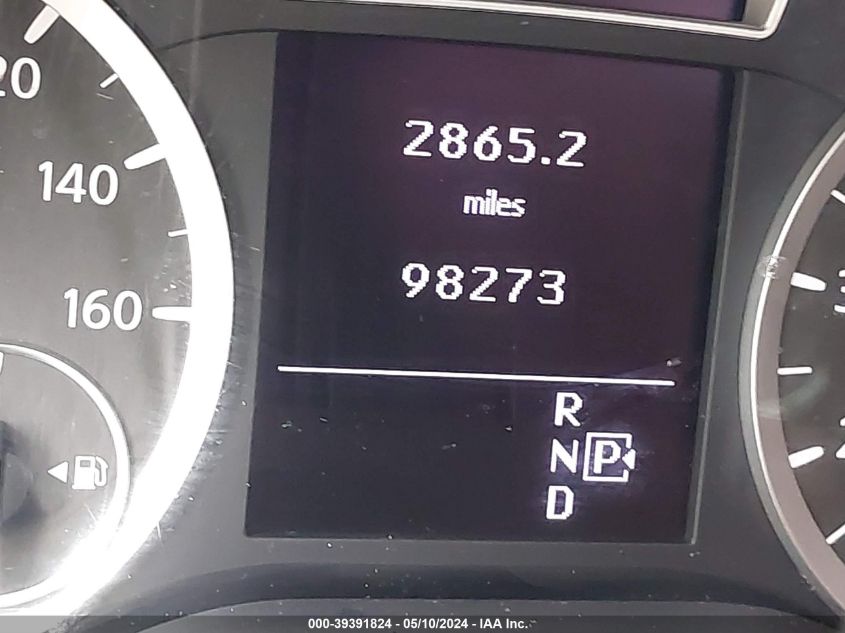 20
140
160
2865.2
miles
98273
R
N P
D
000-39391824 / 05/10/2024 - IAA Inc.